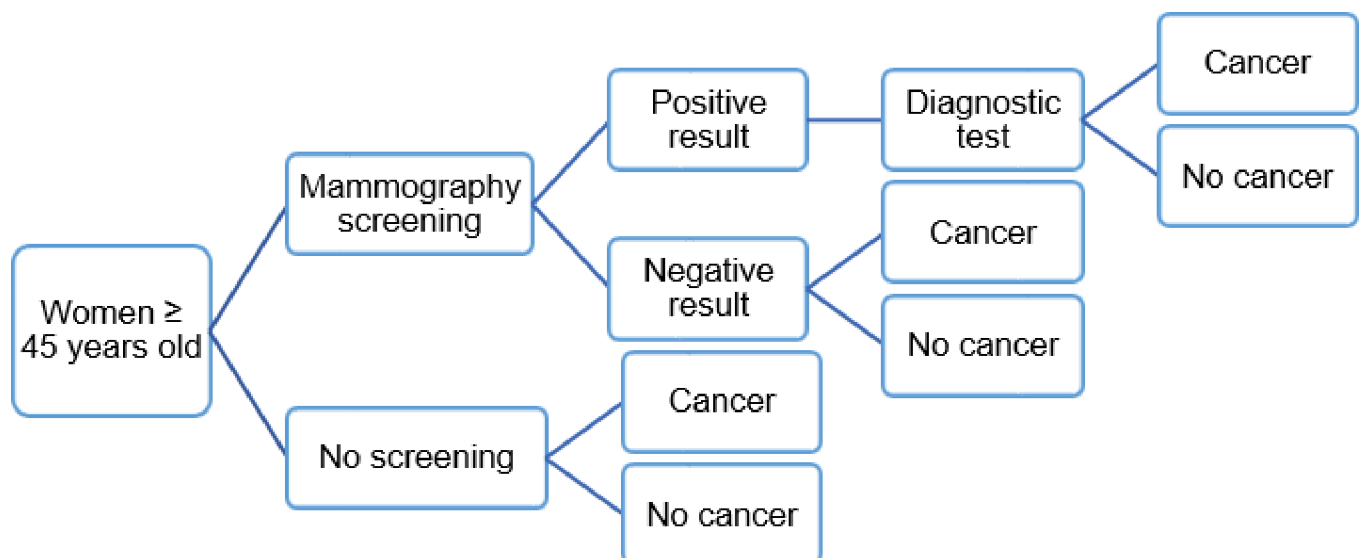 Women ≥
45 years old
Mammography
screening
No screening
Positive
result
Negative
result
Cancer
No cancer
Diagnostic
test
Cancer
No cancer
Cancer
No cancer